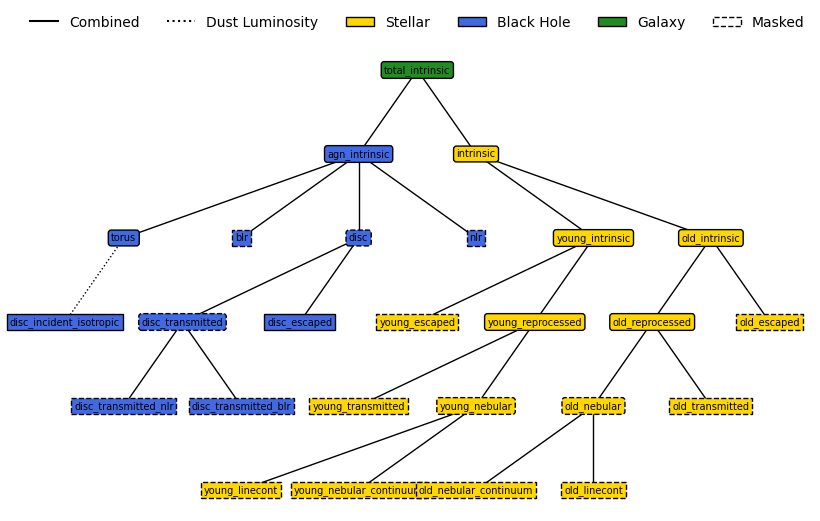 Combined Dust Luminosity Stellar Black Hole Galaxy Masked
total_intrinsic
agn_intrinsic intrinsic
torus blr disc nlr young_intrinsic old_intrinsic
disc_incident_isotropic disc_transmitted disc_escaped young_escaped young_reprocessed old_reprocessed old_escaped
disc_transmitted_nlr disc_transmitted_blr young_transmitted young_nebular old_nebular old_transmitted
young_linecont young_nebular_continuum old_nebular_continuum old_linecont